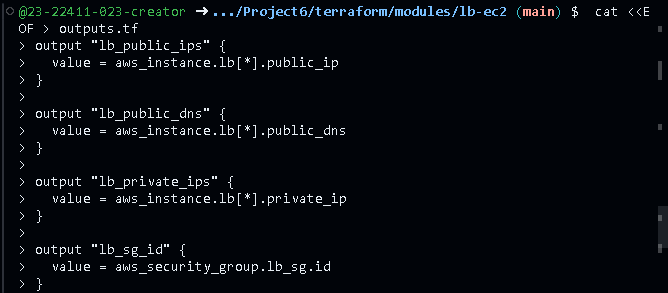 @23-22411-023-creator ➜ .../Project6/terraform/modules/lb-ec2 (main) $ cat <<E
OF > outputs.tf
> output "lb_public_ips" {
>   value = aws_instance.lb[*].public_ip
> }
>
> output "lb_public_dns" {
>   value = aws_instance.lb[*].public_dns
> }
>
> output "lb_private_ips" {
>   value = aws_instance.lb[*].private_ip
> }
>
> output "lb_sg_id" {
>   value = aws_security_group.lb_sg.id
> }